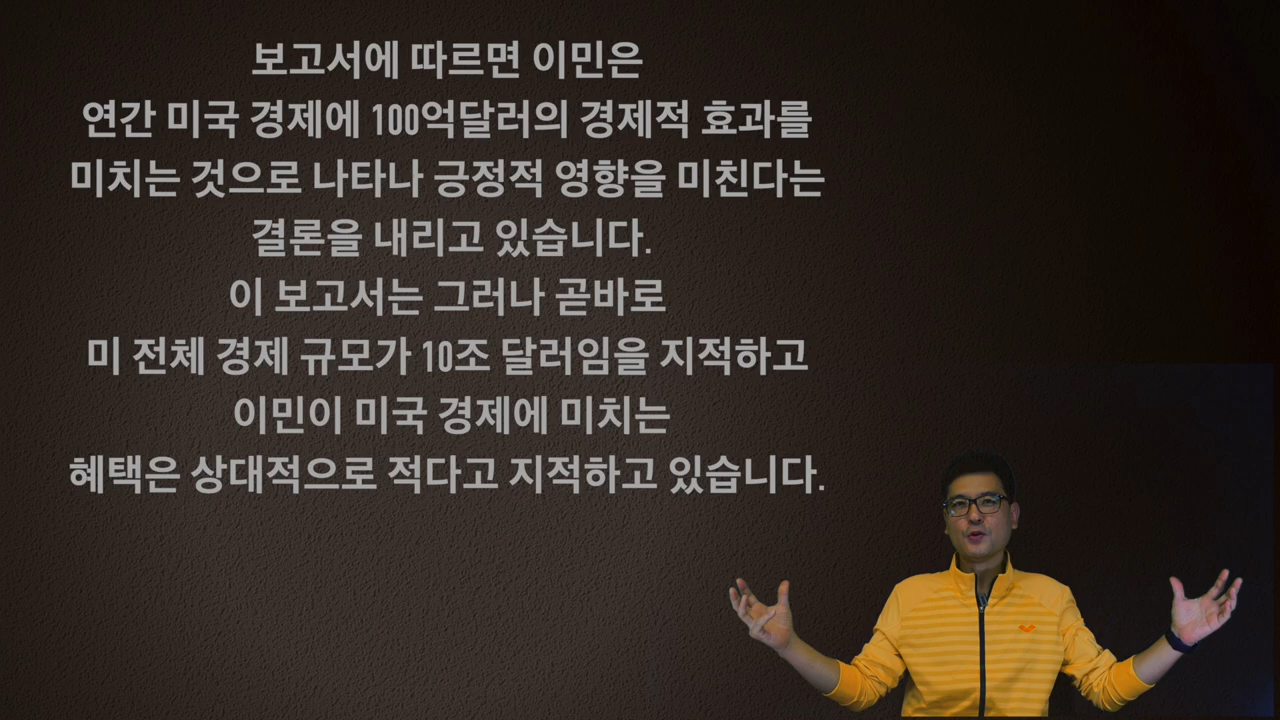 보고서에 따르면 이민은
연간 미국 경제에 100억달러의 경제적 효과를
미치는 것으로 나타나 긍정적 영향을 미친다는
결론을 내리고 있습니다.
이 보고서는 그러나 곧바로
미 전체 경제 규모가 10조 달러임을 지적하고
이민이 미국 경제에 미치는
혜택은 상대적으로 적다고 지적하고 있습니다.